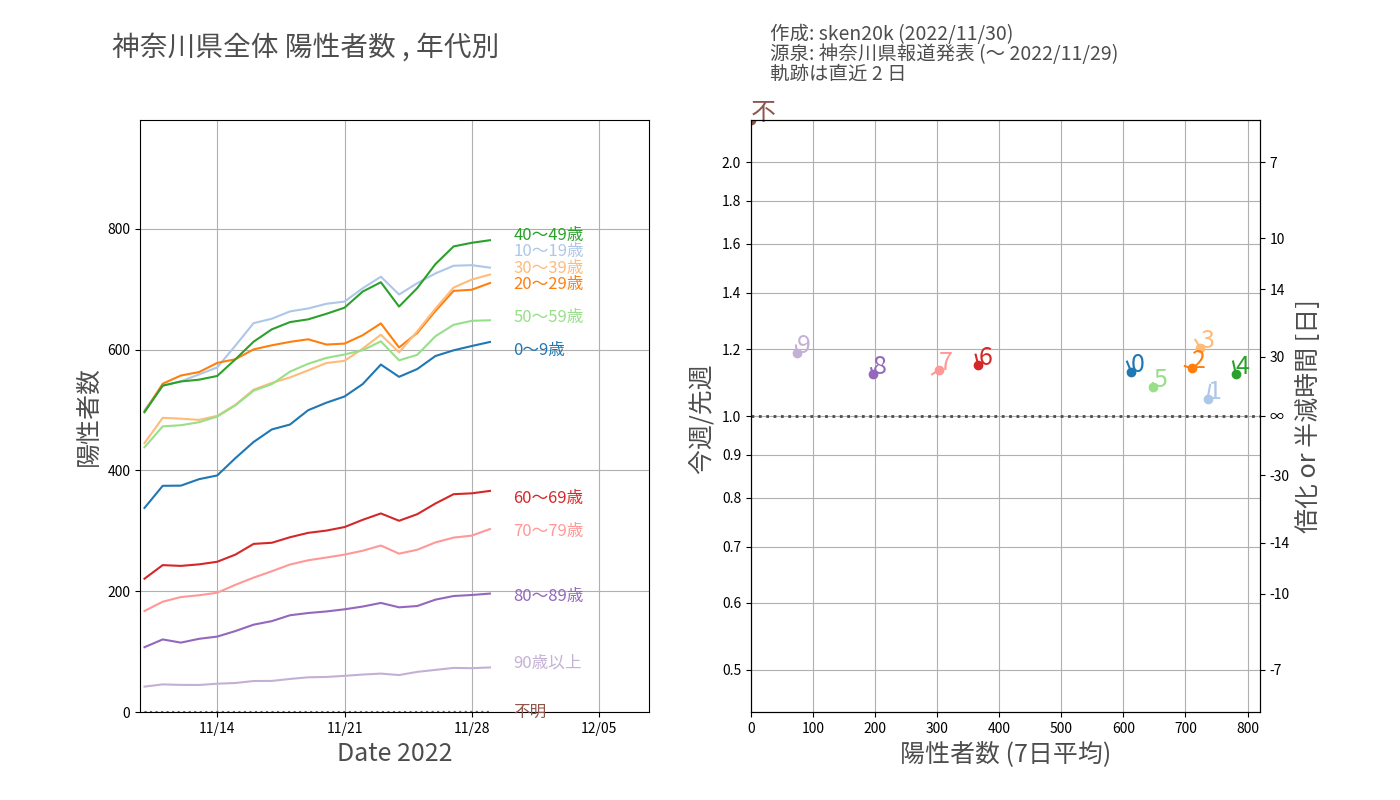 神奈川県全体 陽性者数 , 年代別
作成: sken20k (2022/11/30)
源泉: 神奈川県報道発表 (〜 2022/11/29)
軌跡は直近 2 日
陽性者数
800
600
400
200
0
40〜49歳
10〜19歳
30〜39歳
20〜29歳
50〜59歳
0〜9歳
60〜69歳
70〜79歳
80〜89歳
90歳以上
不明
11/14
11/21
11/28
12/05
Date 2022
不
今週/先週
2.0
1.8
1.6
1.4
1.2
1.0
0.9
0.8
0.7
0.6
0.5
9
8
7
6
0
5
3
2
1
4
7
10
14
30
∞
-30
-14
-10
-7
倍化 or 半減時間 [日]
0
100
200
300
400
500
600
700
800
陽性者数 (7日平均)